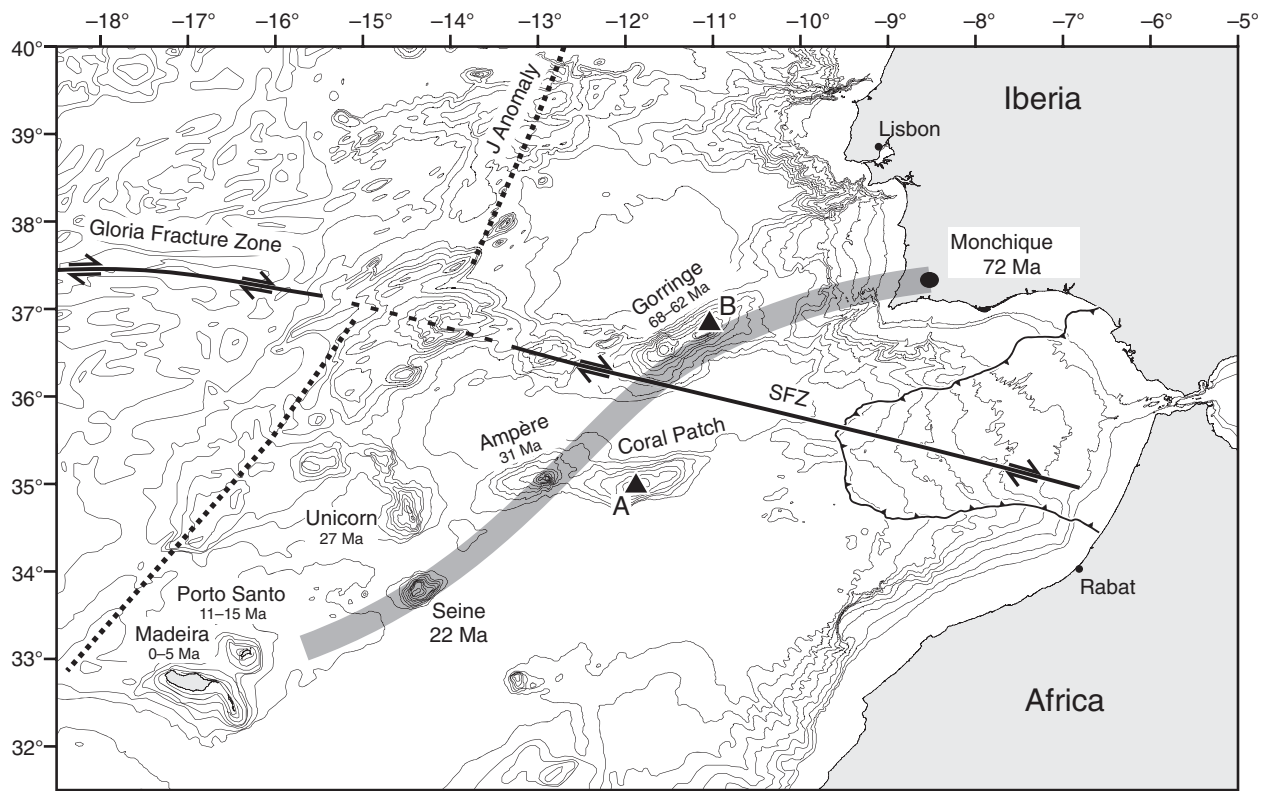 −18° −17° −16° −15° −14° −13° −12° −11° −10° −9° −8° −7° −6° −5°
40°
39°
38°
37°
36°
35°
34°
33°
32°
J Anomaly
Iberia
Lisbon
Gloria Fracture Zone
Monchique
72 Ma
Gorringe
68–62 Ma
B
SFZ
Ampère
31 Ma
Coral Patch
A
Unicorn
27 Ma
Porto Santo
11–15 Ma
Seine
22 Ma
Madeira
0–5 Ma
Rabat
Africa